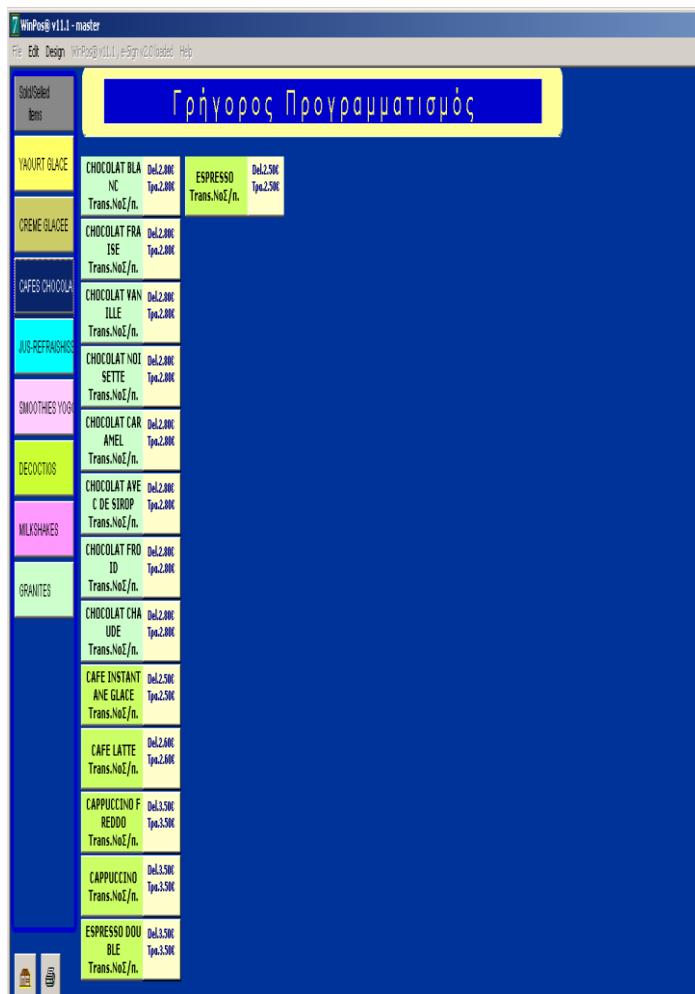 WinPos® v11.1 - master
File Edit Design WinPos® v11.1 , e-Sign v2.0 loaded Help
Sold/Selled
items
Γρήγορος Προγραμματισμός
YAOURT GLACE
CREME GLACEE
CAFES CHOCOLA
JUS-REFRAISHISS
SMOOTHIES YOGO
DECOCTIOS
MILKSHAKES
GRANITES
CHOCOLAT BLA
NC
Trans.NoΣ/π.
Del.2.80€
Τρα.2.80€
ESPRESSO
Trans.NoΣ/π.
Del.2.50€
Τρα.2.50€
CHOCOLAT FRA
ISE
Trans.NoΣ/π.
Del.2.80€
Τρα.2.80€
CHOCOLAT VAN
ILLE
Trans.NoΣ/π.
Del.2.80€
Τρα.2.80€
CHOCOLAT NOI
SETTE
Trans.NoΣ/π.
Del.2.80€
Τρα.2.80€
CHOCOLAT CAR
AMEL
Trans.NoΣ/π.
Del.2.80€
Τρα.2.80€
CHOCOLAT AVE
C DE SIROP
Trans.NoΣ/π.
Del.2.80€
Τρα.2.80€
CHOCOLAT FRO
ID
Trans.NoΣ/π.
Del.2.80€
Τρα.2.80€
CHOCOLAT CHA
UDE
Trans.NoΣ/π.
Del.2.80€
Τρα.2.80€
CAFE INSTANT
ANE GLACE
Trans.NoΣ/π.
Del.2.50€
Τρα.2.50€
CAFE LATTE
Trans.NoΣ/π.
Del.2.60€
Τρα.2.60€
CAPPUCCINO F
REDDO
Trans.NoΣ/π.
Del.3.50€
Τρα.3.50€
CAPPUCCINO
Trans.NoΣ/π.
Del.3.50€
Τρα.3.50€
ESPRESSO DOU
BLE
Trans.NoΣ/π.
Del.3.50€
Τρα.3.50€